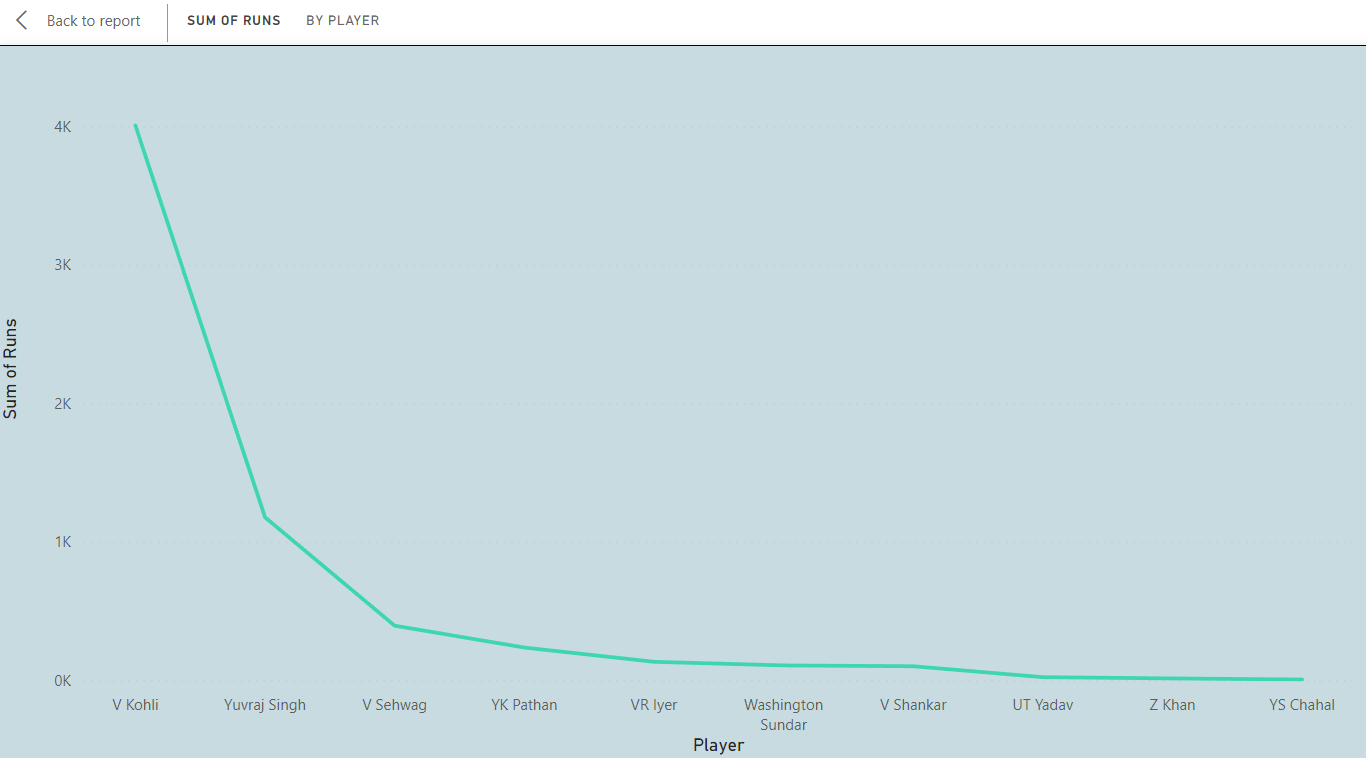 Back to report
SUM OF RUNS BY PLAYER
4K
3K
2K
1K
0K
Sum of Runs
V Kohli Yuvraj Singh V Sehwag YK Pathan VR Iyer Washington Sundar V Shankar UT Yadav Z Khan YS Chahal
Player